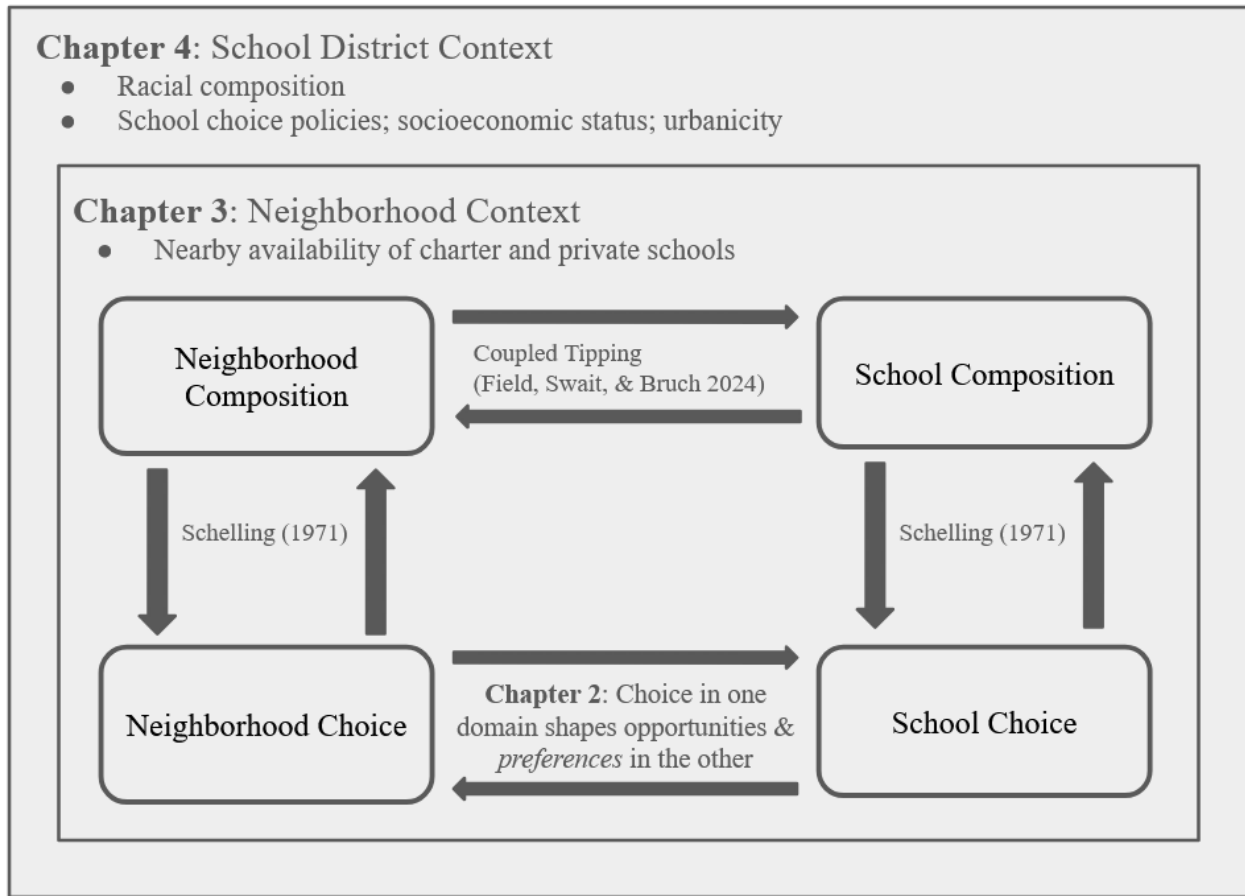 Chapter 4: School District Context
● Racial composition
● School choice policies; socioeconomic status; urbanicity
Chapter 3: Neighborhood Context
● Nearby availability of charter and private schools
Neighborhood
Composition
Coupled Tipping
(Field, Swait, & Bruch 2024)
School Composition
Schelling (1971)
Schelling (1971)
Neighborhood Choice
Chapter 2: Choice in one
domain shapes opportunities &
preferences in the other
School Choice